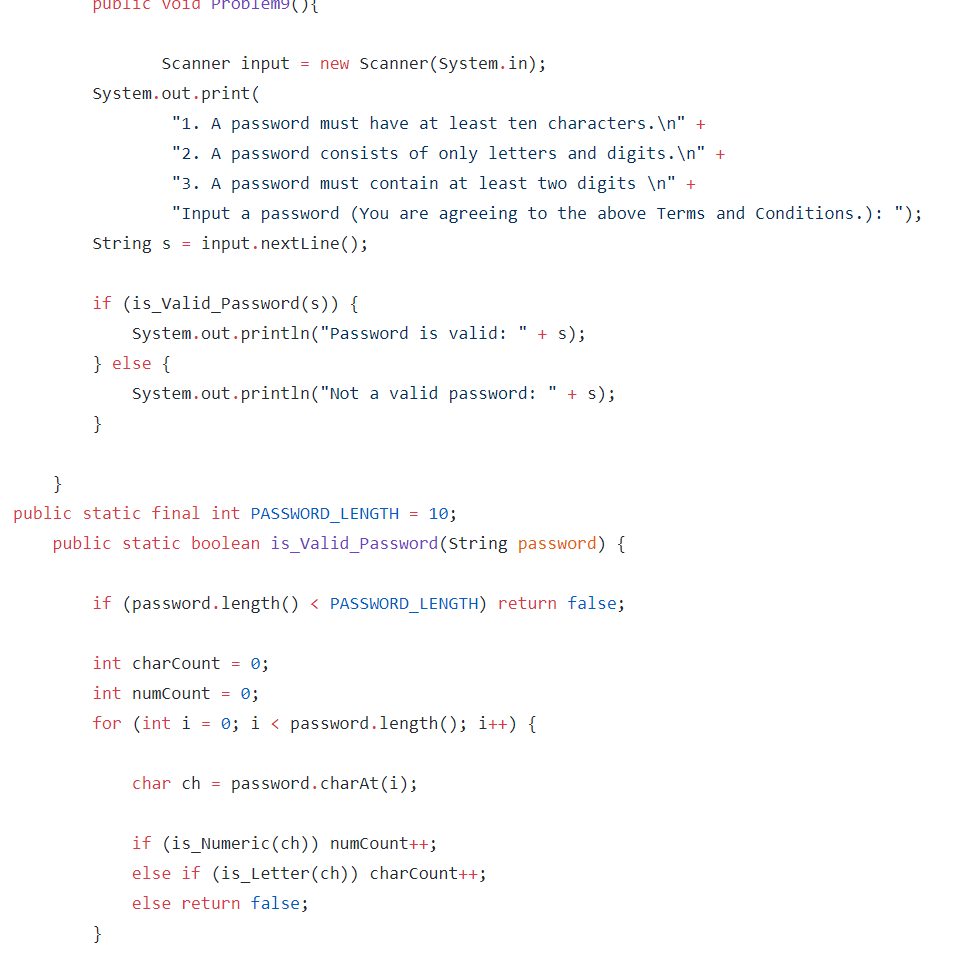 public void Problem9(){
Scanner input = new Scanner(System.in);
System.out.print(
"1. A password must have at least ten characters.\n" +
"2. A password consists of only letters and digits.\n" +
"3. A password must contain at least two digits \n" +
"Input a password (You are agreeing to the above Terms and Conditions.): ");
String s = input.nextLine();
if (is_Valid_Password(s)) {
System.out.println("Password is valid: " + s);
} else {
System.out.println("Not a valid password: " + s);
}
}
public static final int PASSWORD_LENGTH = 10;
public static boolean is_Valid_Password(String password) {
if (password.length() < PASSWORD_LENGTH) return false;
int charCount = 0;
int numCount = 0;
for (int i = 0; i < password.length(); i++) {
char ch = password.charAt(i);
if (is_Numeric(ch)) numCount++;
else if (is_Letter(ch)) charCount++;
else return false;
}